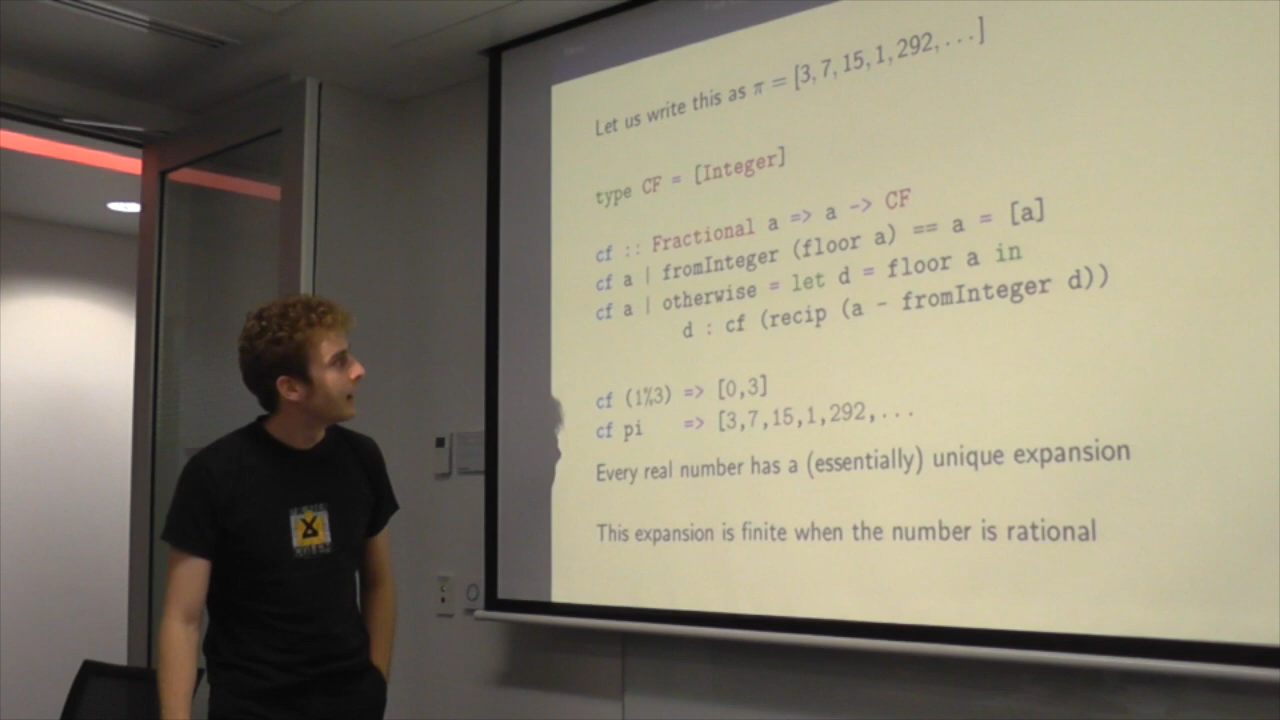 Let us write this as π = [3, 7, 15, 1, 292, . . .]
type CF = [Integer]
cf :: Fractional a => a -> CF
cf a | fromInteger (floor a) == a = [a]
cf a | otherwise = let d = floor a in
d : cf (recip (a - fromInteger d))
cf (1%3) => [0,3]
cf pi => [3,7,15,1,292,...
Every real number has a (essentially) unique expansion
This expansion is finite when the number is rational